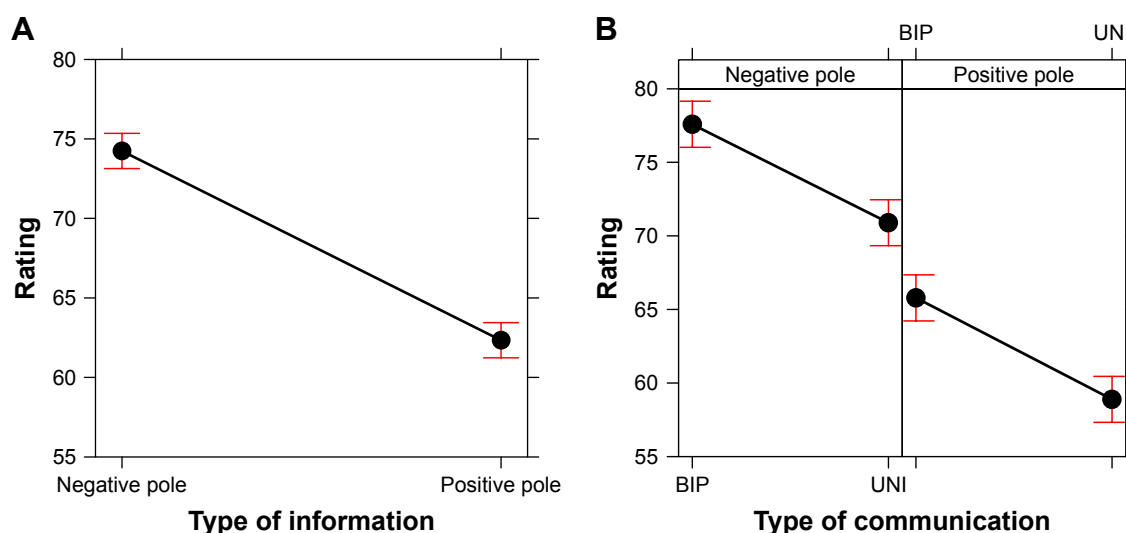 A
80
75
70
65
60
55
Rating
Negative pole
Positive pole
Type of information
B
BIP
UN
Negative pole
Positive pole
80
75
70
65
60
55
Rating
BIP
UNI
Type of communication